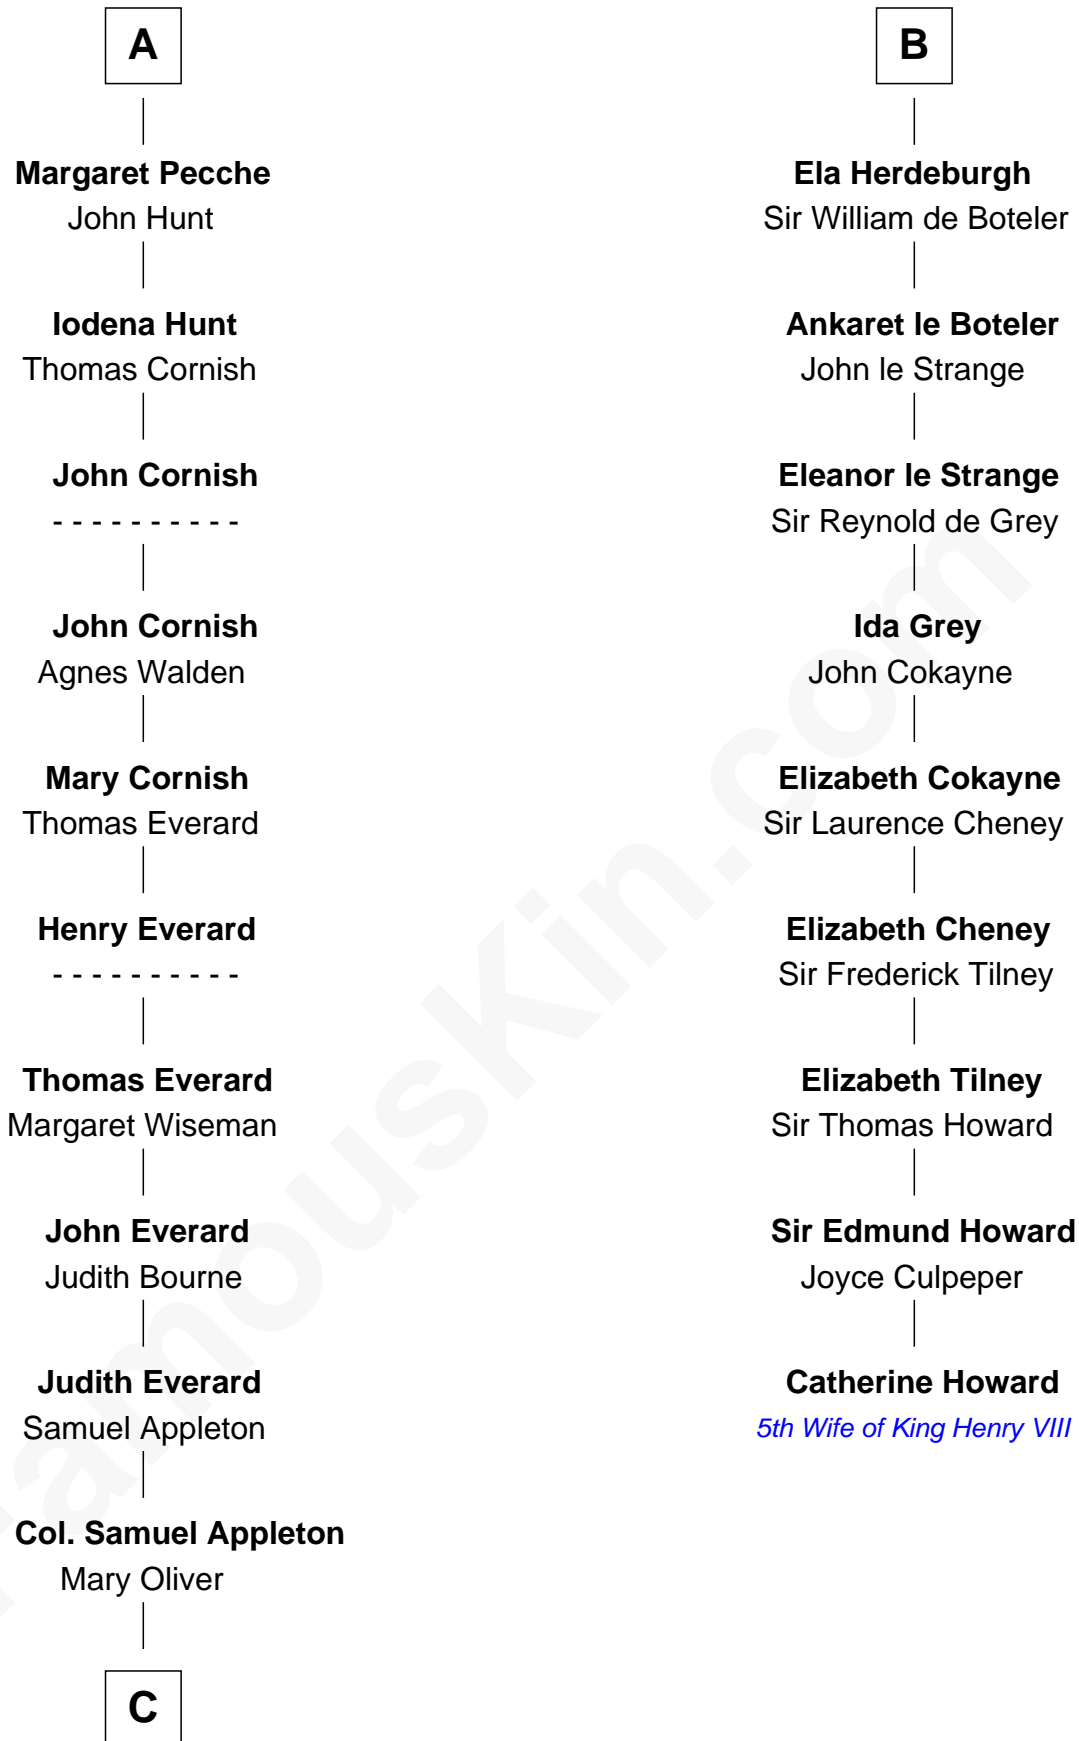 A
Margaret Pecche
John Hunt
Iodena Hunt
Thomas Cornish
John Cornish
- - - - - - - - - -
John Cornish
Agnes Walden
Mary Cornish
Thomas Everard
Henry Everard
- - - - - - - - - -
Thomas Everard
Margaret Wiseman
John Everard
Judith Bourne
Judith Everard
Samuel Appleton
Col. Samuel Appleton
Mary Oliver
C
B
Ela Herdeburgh
Sir William de Boteler
Ankaret le Boteler
John le Strange
Eleanor le Strange
Sir Reynold de Grey
Ida Grey
John Cokayne
Elizabeth Cokayne
Sir Laurence Cheney
Elizabeth Cheney
Sir Frederick Tilney
Elizabeth Tilney
Sir Thomas Howard
Sir Edmund Howard
Joyce Culpeper
Catherine Howard
5th Wife of King Henry VIII
FamousKin.com